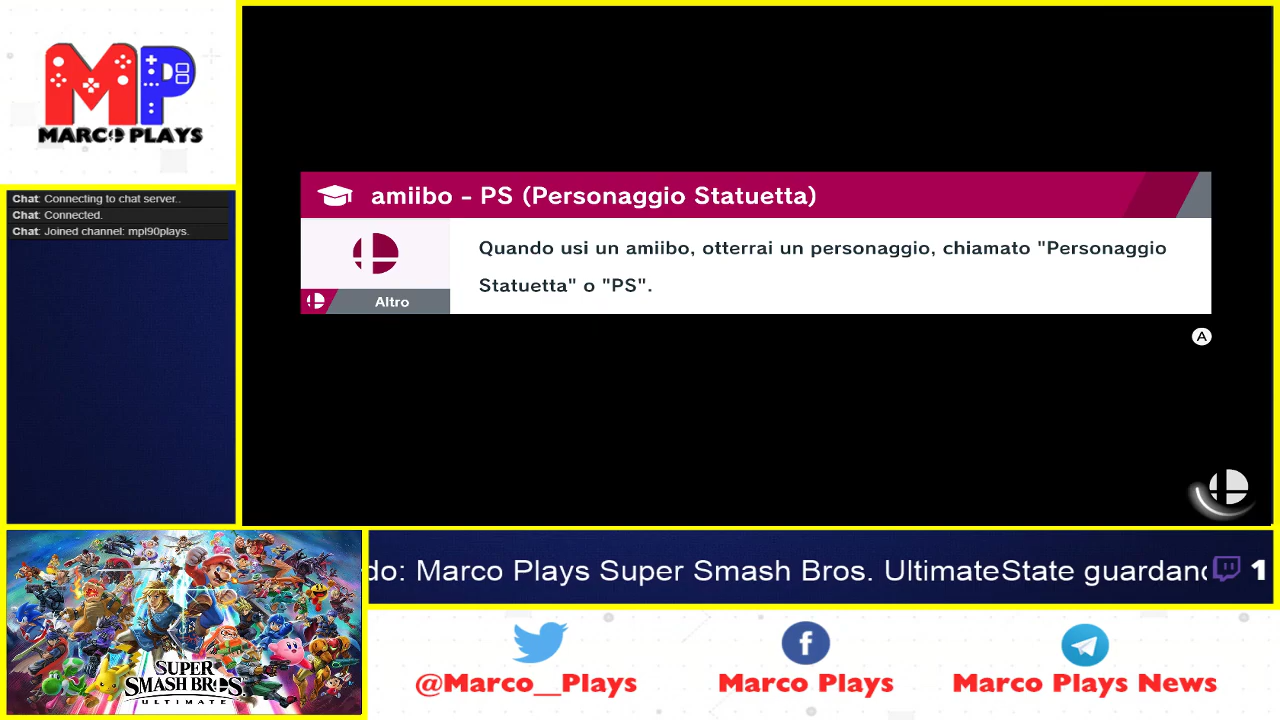 MP
MARCO PLAYS
Chat: Connecting to chat server..
Chat: Connected.
Chat: Joined channel: mpl90plays.
amiibo - PS (Personaggio Statuetta)
Quando usi un amiibo, otterrai un personaggio, chiamato "Personaggio
Statuetta" o "PS".
Altro
A
SUPER
SMASH BROS.
ULTIMATE
do: Marco Plays Super Smash Bros. UltimateState guardand
1
@Marco__Plays
Marco Plays
Marco Plays News